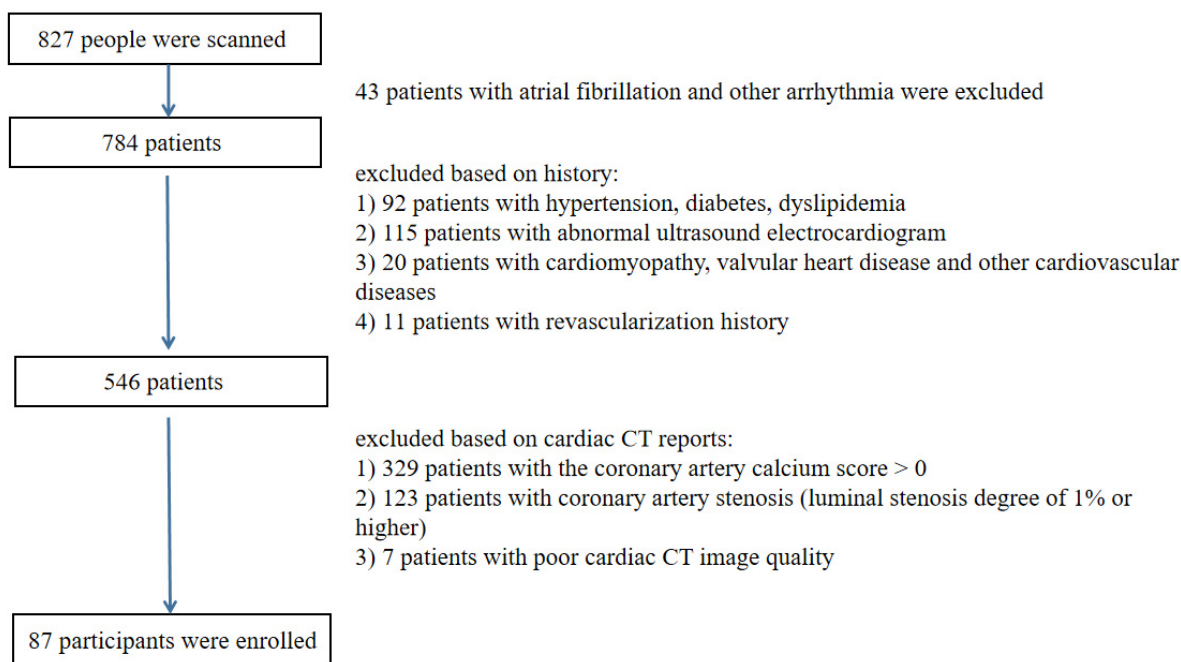 827 people were scanned
43 patients with atrial fibrillation and other arrhythmia were excluded
784 patients
excluded based on history:
1) 92 patients with hypertension, diabetes, dyslipidemia
2) 115 patients with abnormal ultrasound electrocardiogram
3) 20 patients with cardiomyopathy, valvular heart disease and other cardiovascular
diseases
4) 11 patients with revascularization history
546 patients
excluded based on cardiac CT reports:
1) 329 patients with the coronary artery calcium score > 0
2) 123 patients with coronary artery stenosis (luminal stenosis degree of 1% or
higher)
3) 7 patients with poor cardiac CT image quality
87 participants were enrolled